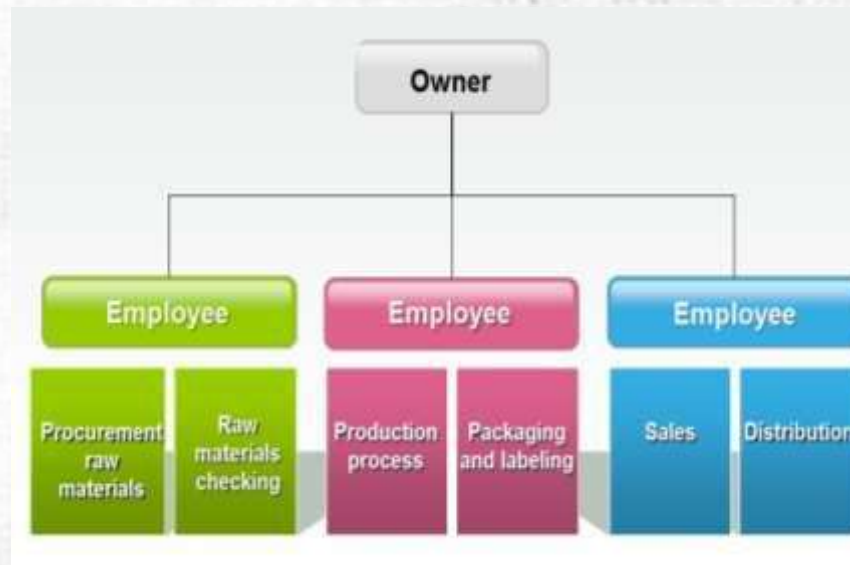 Owner
Employee
Employee
Employee
Procurement
raw
materials
Raw
materials
checking
Production
process
Packaging
and labeling
Sales
Distribution